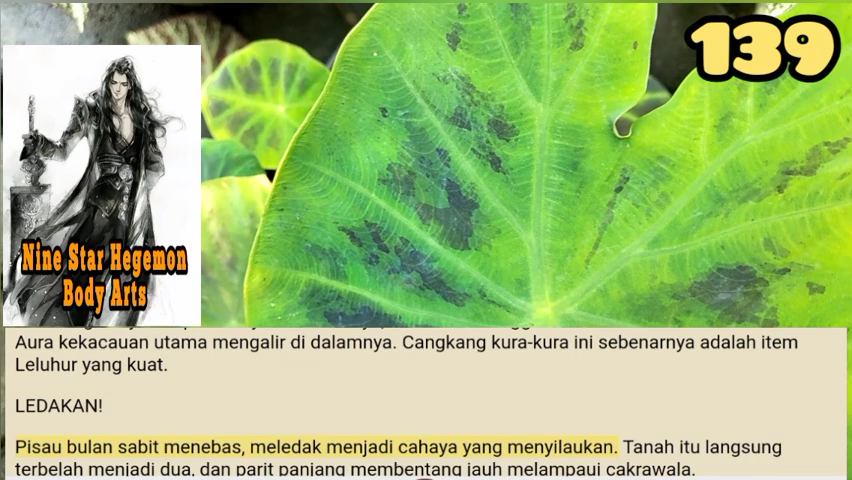 139
Nine Star Hegemon
Body Arts
Aura kekacauan utama mengalir di dalamnya. Cangkang kura-kura ini sebenarnya adalah item
Leluhur yang kuat.
LEDAKAN!
Pisau bulan sabit menebas, meledak menjadi cahaya yang menyilaukan. Tanah itu langsung
terbelah menjadi dua, dan parit panjang membentang jauh melampaui cakrawala.